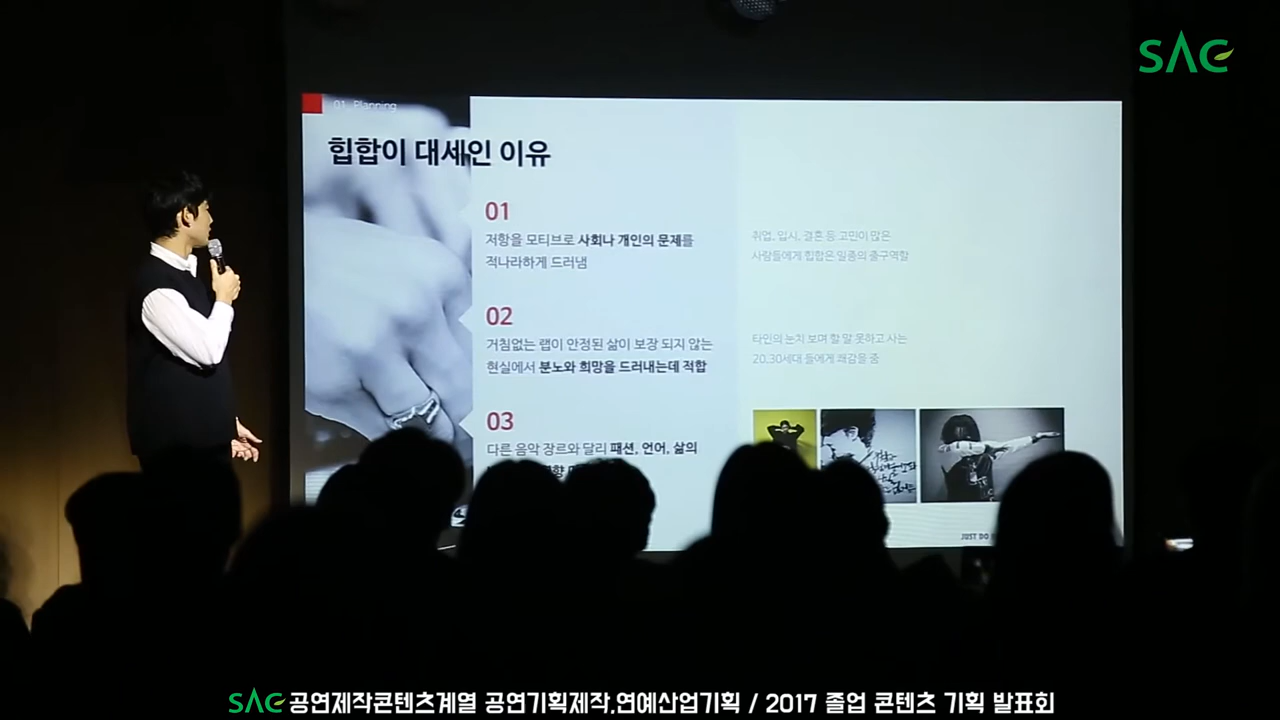 SAC
01. Planning
힙합이 대세인 이유
01
저항을 모티브로 사회나 개인의 문제를
적나라하게 드러냄
취업, 입시, 결혼 등 고민이 많은
사람들에게 힙합은 일종의 출구역할
02
거침없는 랩이 안정된 삶이 보장 되지 않는
현실에서 분노와 희망을 드러내는데 적합
타인의 눈치 보며 할 말 못하고 사는
20,30세대 들에게 쾌감을 줌
03
다른 음악 장르와 달리 패션, 언어, 삶의
JUST DO
SAC 공연제작콘텐츠계열 공연기획제작,연예산업기획 / 2017 졸업 콘텐츠 기획 발표회